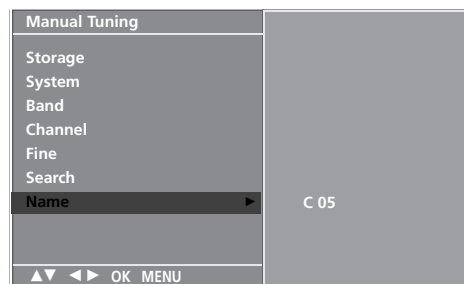 Manual Tuning
Storage
System
Band
Channel
Fine
Search
Name ► C 05
▲▼ ◄► OK MENU